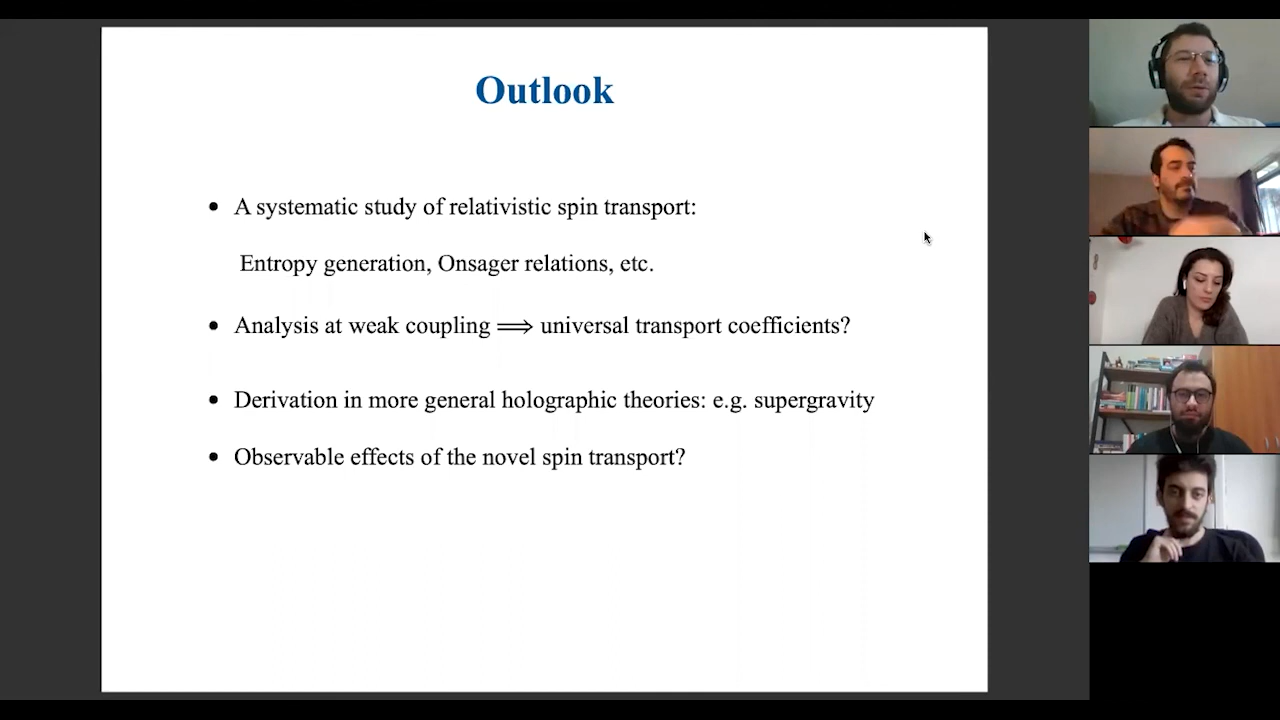 Outlook
• A systematic study of relativistic spin transport:
Entropy generation, Onsager relations, etc.
• Analysis at weak coupling ⟹ universal transport coefficients?
• Derivation in more general holographic theories: e.g. supergravity
• Observable effects of the novel spin transport?